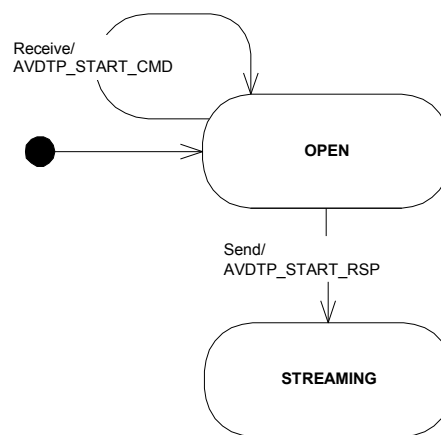 Receive/
AVDTP_START_CMD
OPEN
Send/
AVDTP_START_RSP
STREAMING